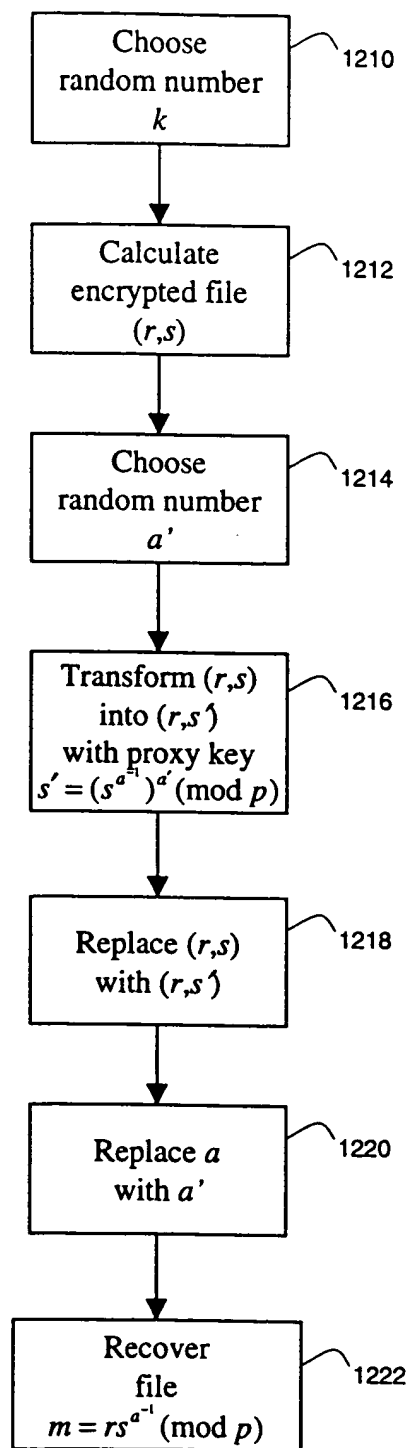 Choose
random number
k
1210
Calculate
encrypted file
(r,s)
1212
Choose
random number
a'
1214
Transform (r,s)
into (r,s')
with proxy key
s' = (s^{a^{-1}})^{a'} (mod p)
1216
Replace (r,s)
with (r,s')
1218
Replace a
with a'
1220
Recover
file
m = rs^{a^{-1}} (mod p)
1222